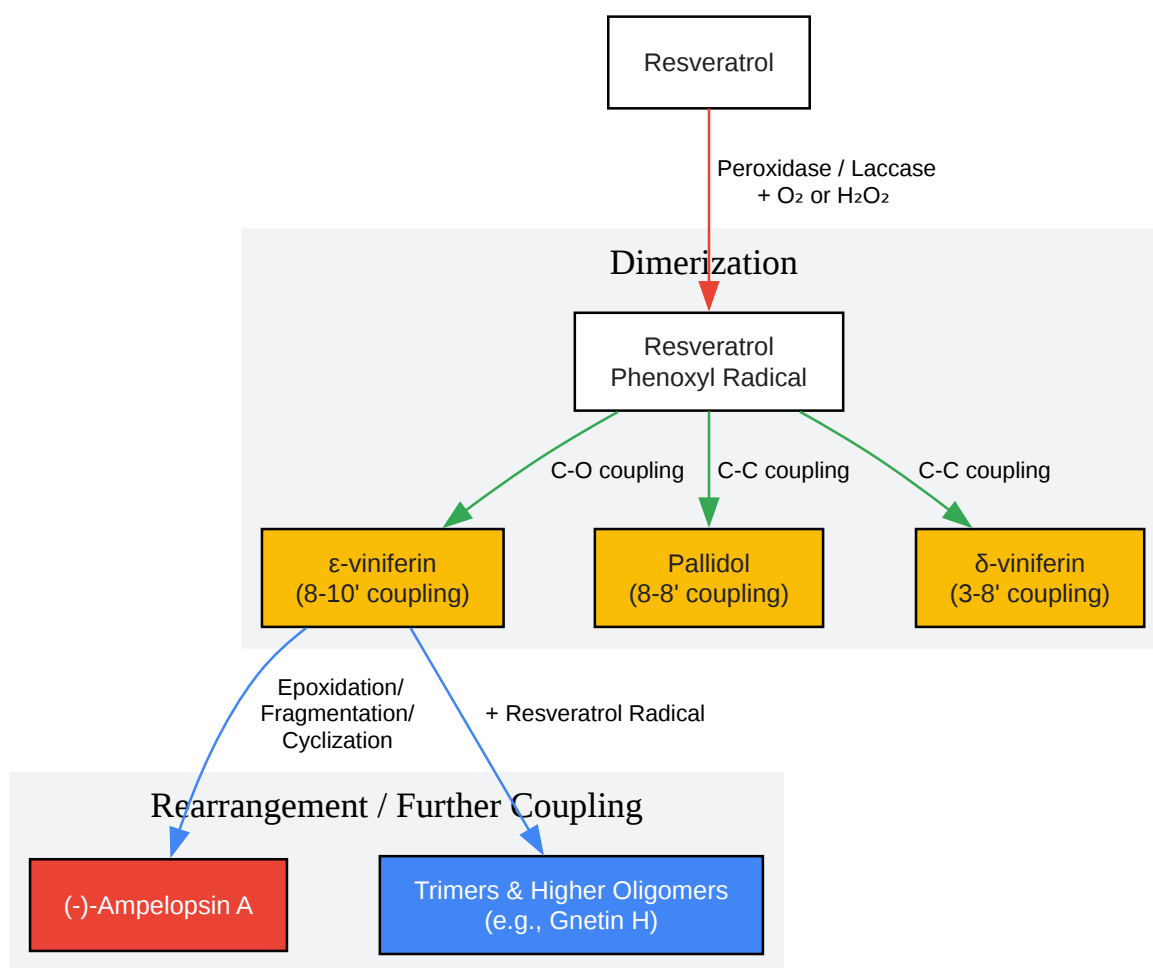 Resveratrol
Peroxidase / Laccase
+ O₂ or H₂O₂
Dimerization
Resveratrol
Phenoxyl Radical
C-O coupling
C-C coupling
C-C coupling
ε-viniferin
(8-10' coupling)
Pallidol
(8-8' coupling)
δ-viniferin
(3-8' coupling)
Epoxidation/
Fragmentation/
Cyclization
+ Resveratrol Radical
Rearrangement / Further Coupling
(-)-Ampelopsin A
Trimers & Higher Oligomers
(e.g., Gnetin H)